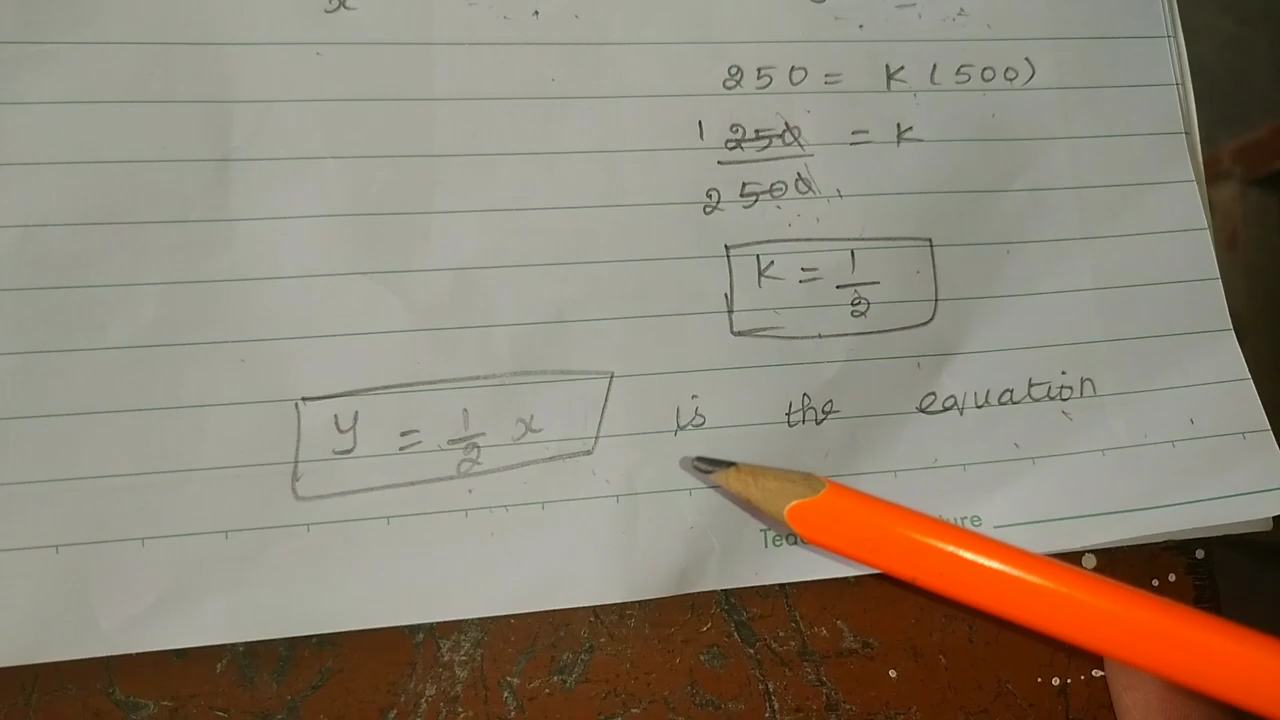 x
250 = K (500)
1 250 = K
2 500
K = 1/2
y = 1/2 x is the equation